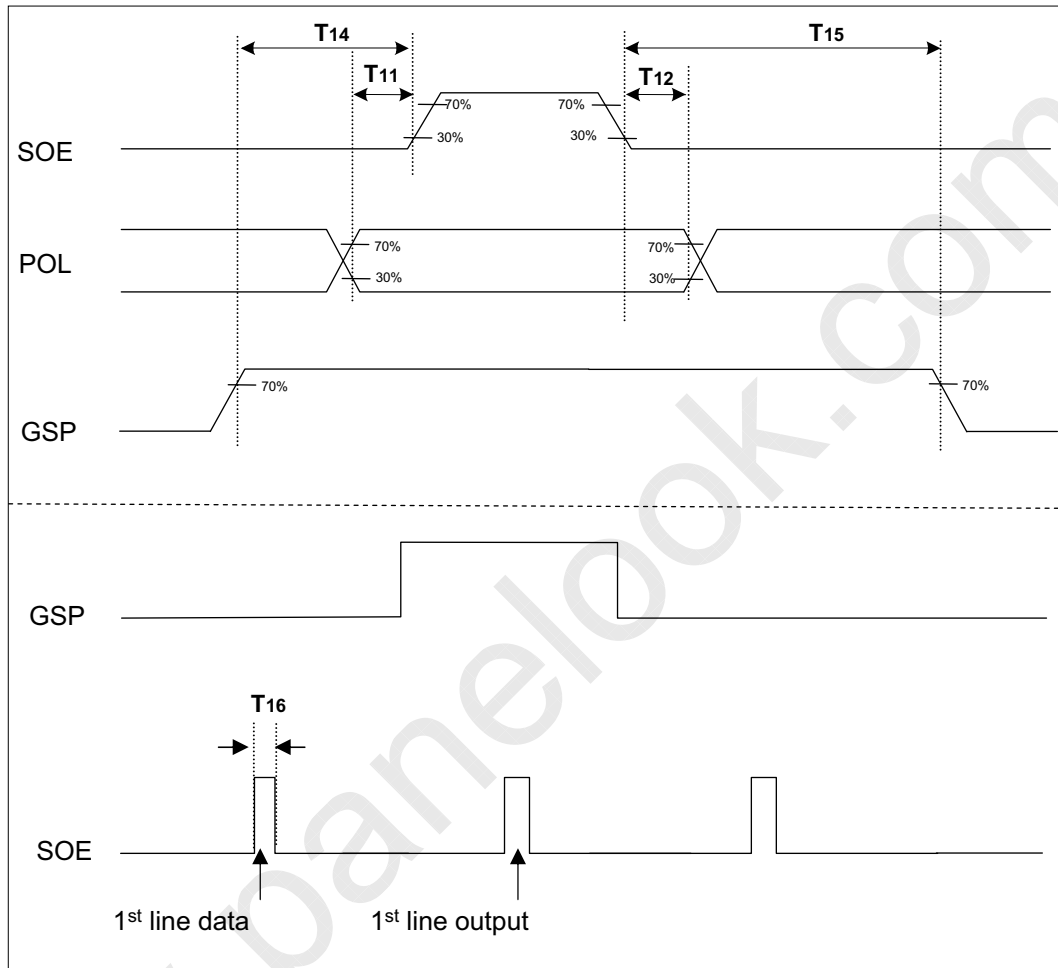 T14
T15
T11
T12
70%
70%
30%
30%
SOE
70%
70%
POL
30%
30%
70%
70%
GSP
GSP
T16
SOE
1st line data
1st line output
panelook.com